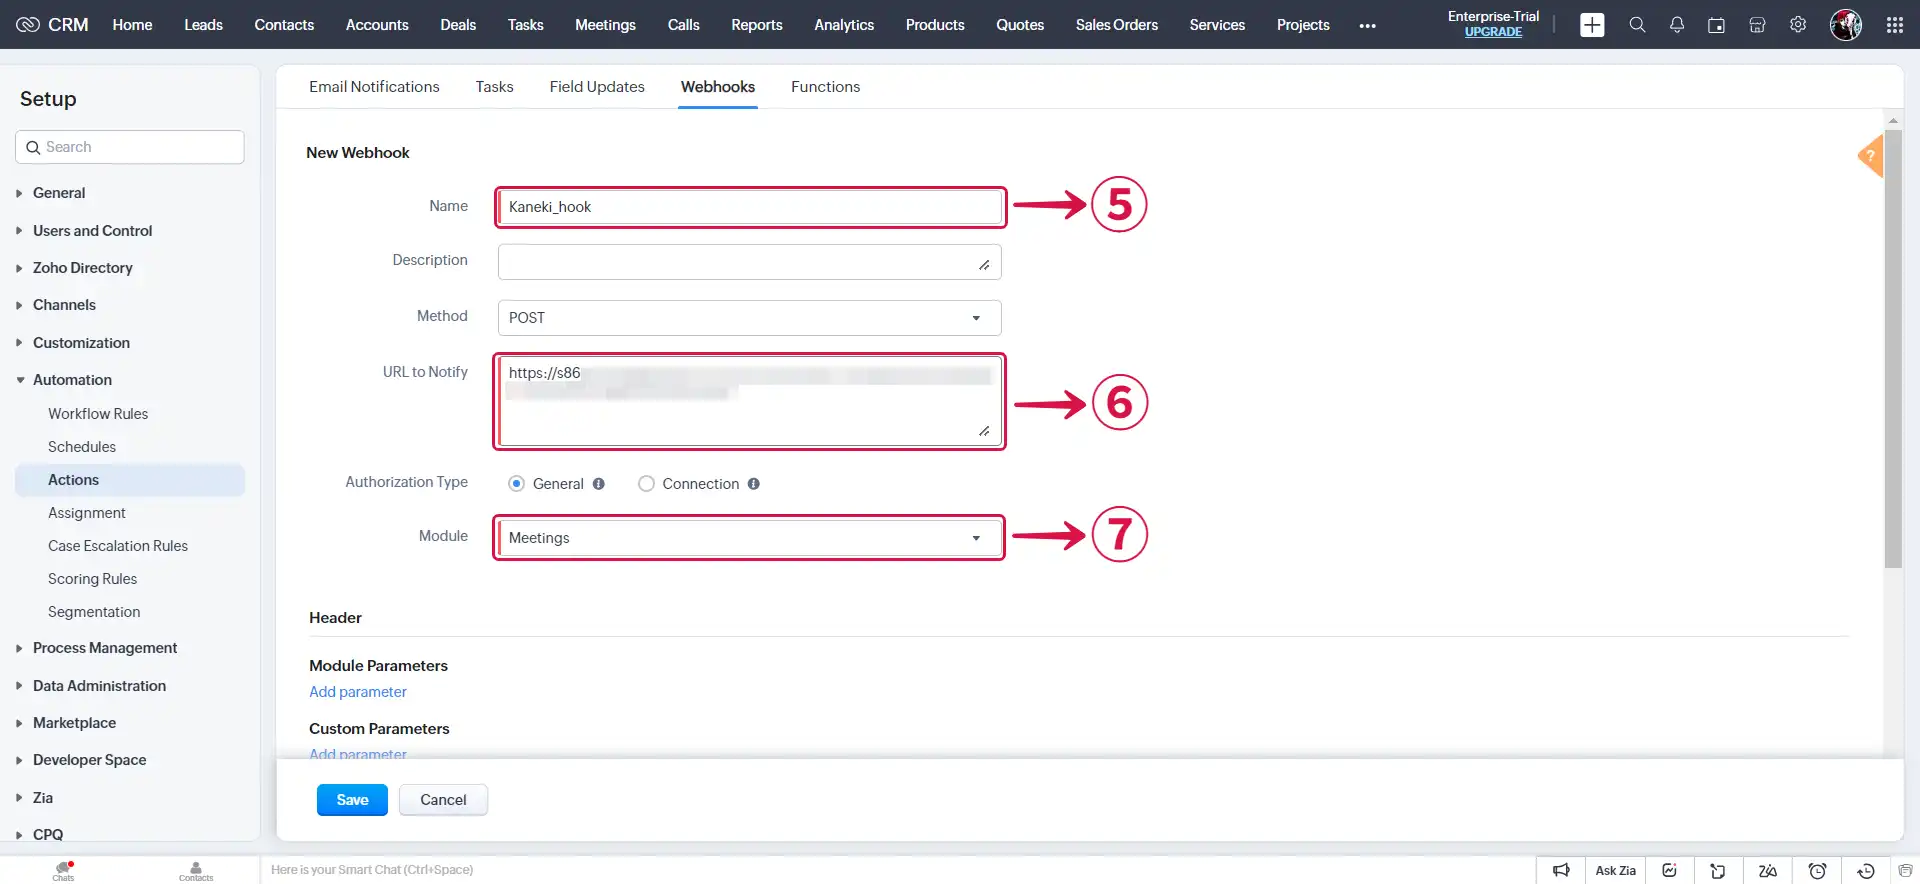 CRM Home Leads Contacts Accounts Deals Tasks Meetings Calls Reports Analytics Products Quotes Sales Orders Services Projects ••• Enterprise-Trial
UPGRADE
Setup
Search
General
Users and Control
Zoho Directory
Channels
Customization
Automation
Workflow Rules
Schedules
Actions
Assignment
Case Escalation Rules
Scoring Rules
Segmentation
Process Management
Data Administration
Marketplace
Developer Space
Zia
CPQ
Email Notifications Tasks Field Updates Webhooks Functions
?
New Webhook
Name Kaneki_hook 5
Description
Method POST
URL to Notify https://s86
6
Authorization Type General Connection
Module Meetings 7
Header
Module Parameters
Add parameter
Custom Parameters
Add parameter
Save Cancel
Chats Contacts Here is your Smart Chat (Ctrl+Space) Ask Zia